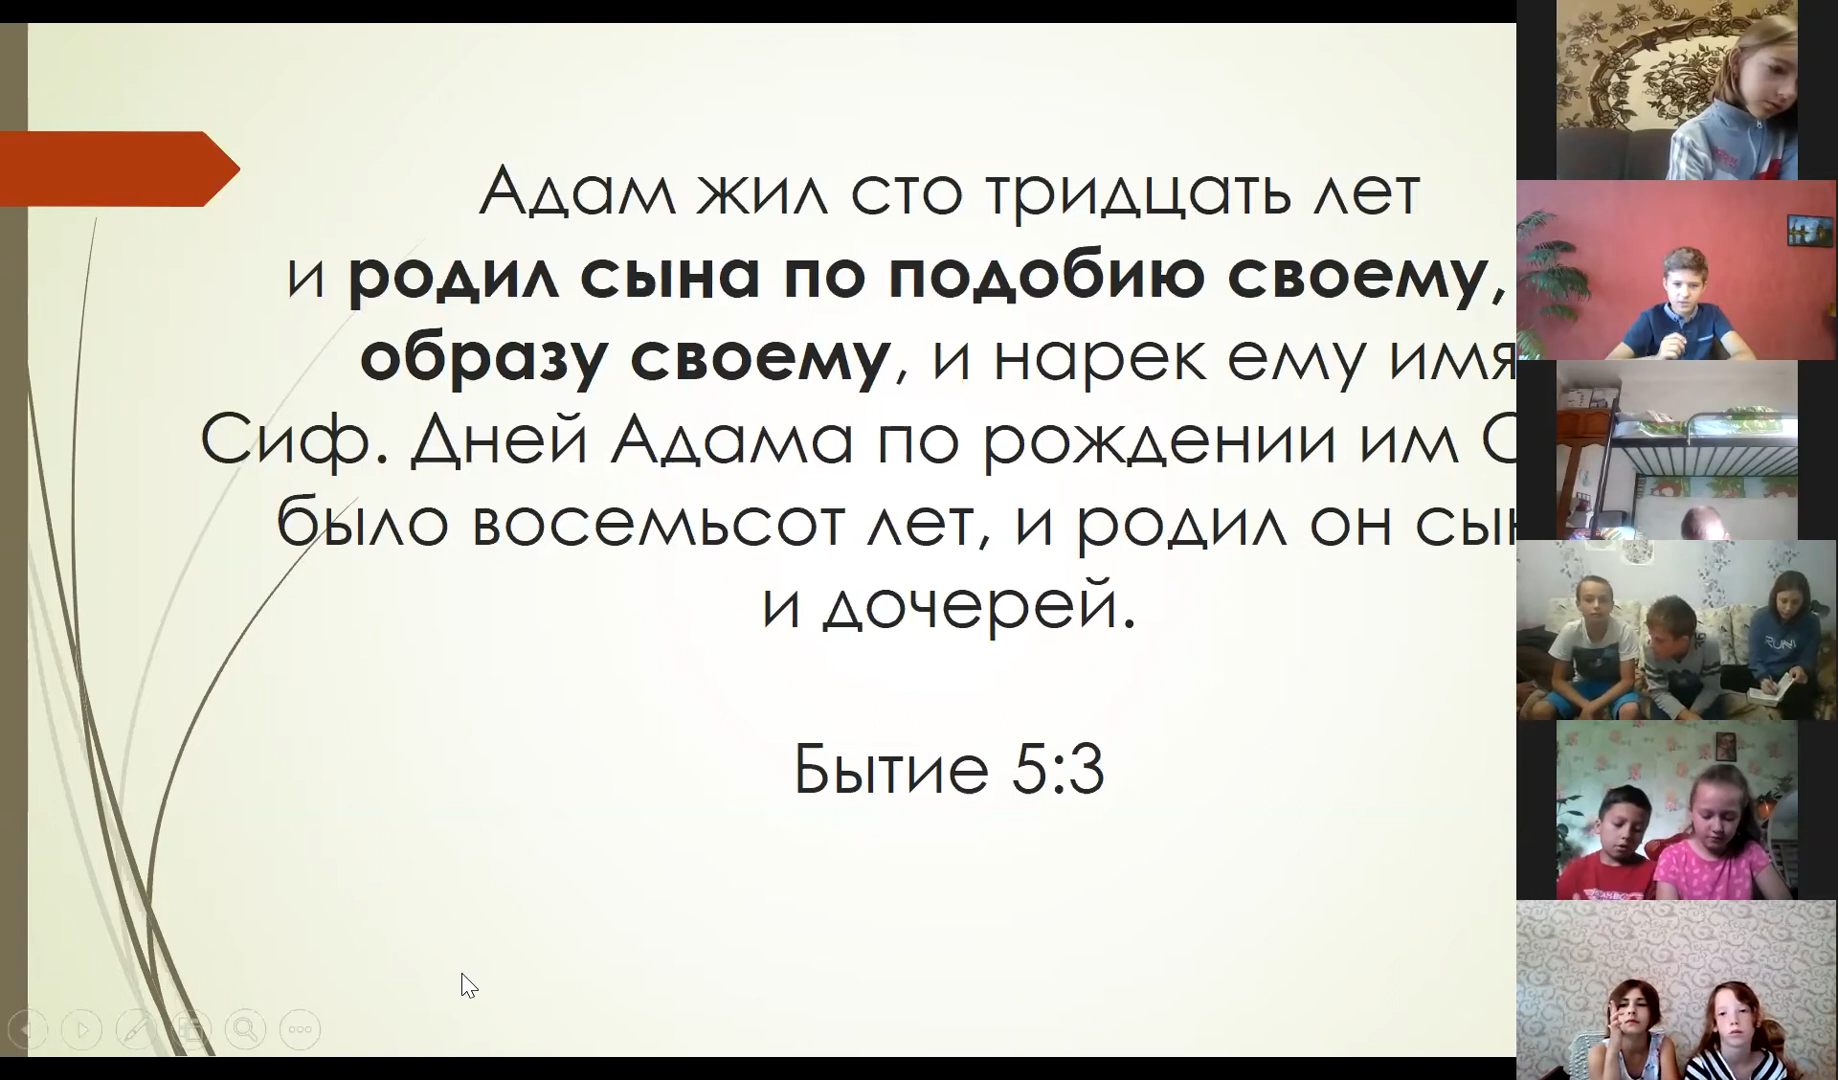 Адам жил сто тридцать лет
и родил сына по подобию своему,
образу своему, и нарек ему имя
Сиф. Дней Адама по рождении им
было восемьсот лет, и родил он
и дочерей.
Бытие 5:3